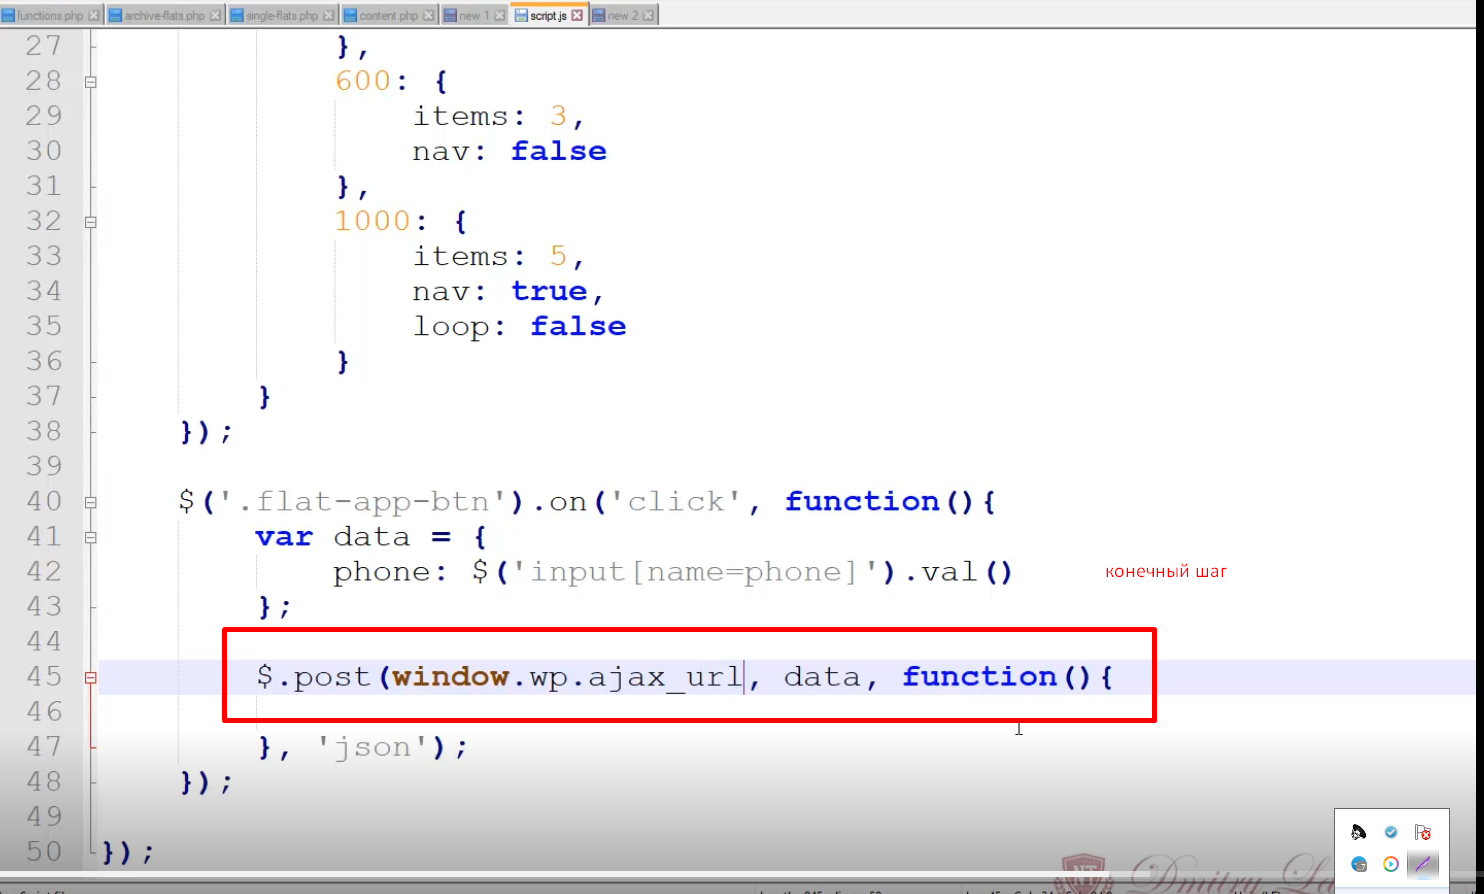 functions.php archive-flats.php single-flats.php content.php new 1 script.js new 2
27 },
28 600: {
29 items: 3,
30 nav: false
31 },
32 1000: {
33 items: 5,
34 nav: true,
35 loop: false
36 }
37 }
38 });
39
40 $('.flat-app-btn').on('click', function(){
41 var data = {
42 phone: $('input[name=phone]').val()
конечный шаг
43 };
44
45 $.post(window.wp.ajax_url, data, function(){
46
47 }, 'json');
48 });
49
50 });
Dmitry